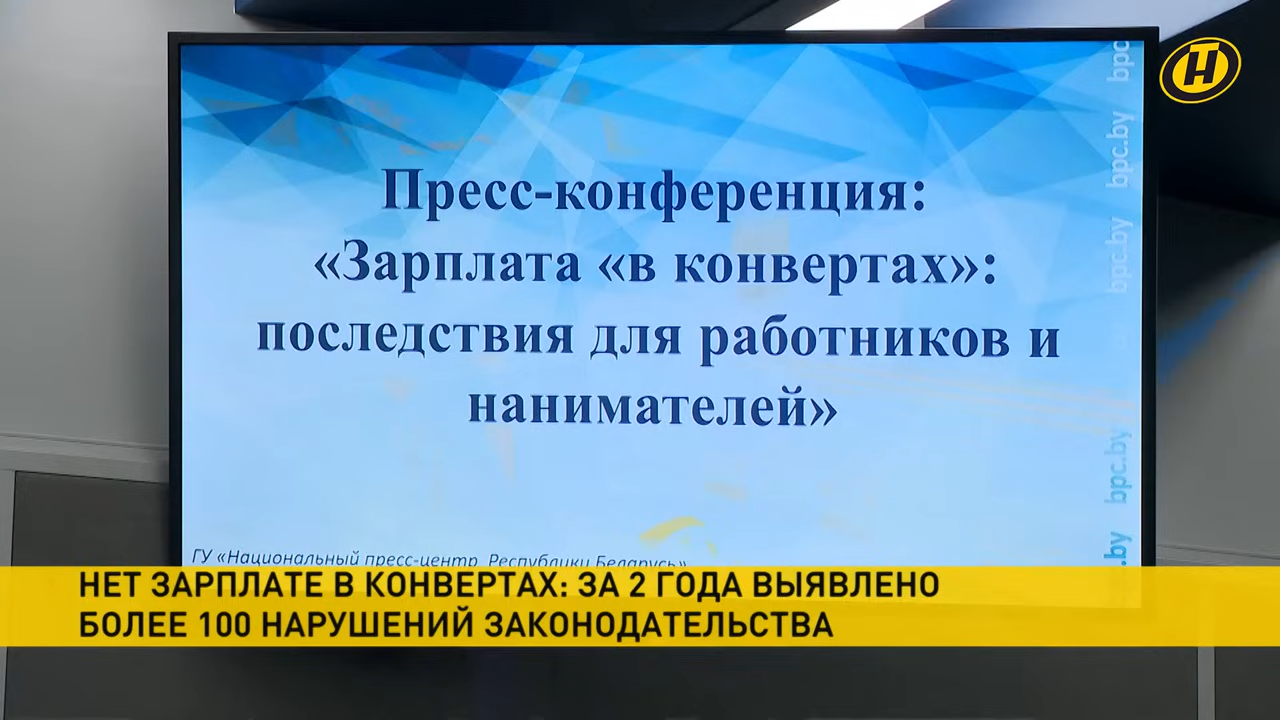 Пресс-конференция:
«Зарплата «в конвертах»:
последствия для работников и
нанимателей»
ГУ «Национальный пресс-центр Республики Беларусь»
НЕТ ЗАРПЛАТЕ В КОНВЕРТАХ: ЗА 2 ГОДА ВЫЯВЛЕНО
БОЛЕЕ 100 НАРУШЕНИЙ ЗАКОНОДАТЕЛЬСТВА
Н
bpc
bpc.by
bpc.by
bpc.by
.by